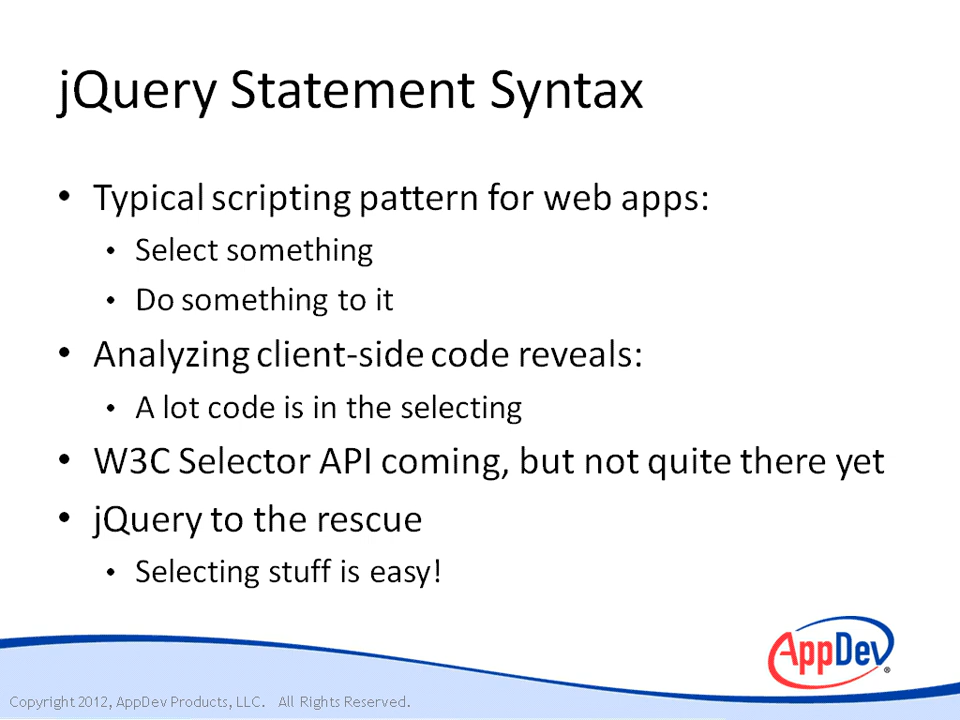 jQuery Statement Syntax
• Typical scripting pattern for web apps:
• Select something
• Do something to it
• Analyzing client-side code reveals:
• A lot code is in the selecting
• W3C Selector API coming, but not quite there yet
• jQuery to the rescue
• Selecting stuff is easy!
AppDev®
Copyright 2012, AppDev Products, LLC. All Rights Reserved.